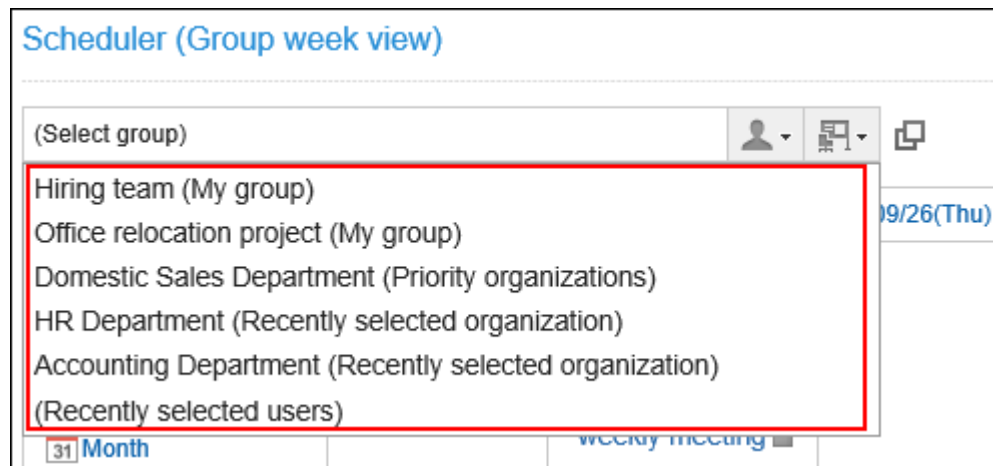 Scheduler (Group week view)
(Select group)
Hiring team (My group)
Office relocation project (My group)
Domestic Sales Department (Priority organizations)
HR Department (Recently selected organization)
Accounting Department (Recently selected organization)
(Recently selected users)
09/26(Thu)
31 Month
weekly meeting